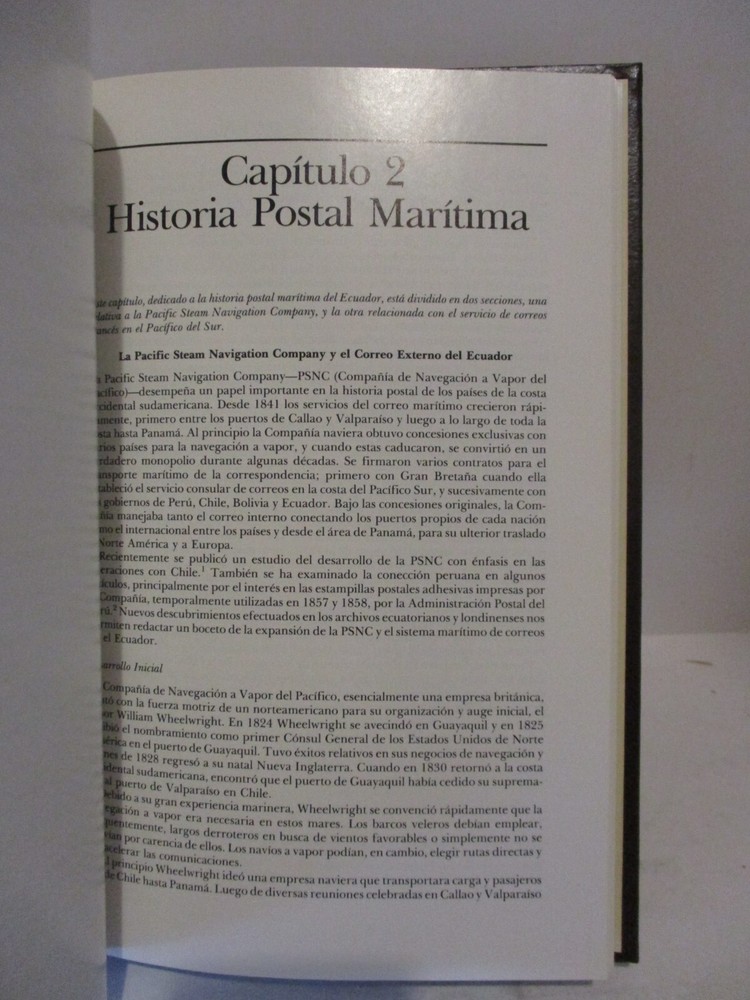 Capítulo 2
Historia Postal Marítima
capítulo, dedicado a la historia postal marítima del Ecuador, está dividido en dos secciones, una
a la Pacific Steam Navigation Company, y la otra relacionada con el servicio de correos
en el Pacífico del Sur.
La Pacific Steam Navigation Company y el Correo Externo del Ecuador
Pacific Steam Navigation Company—PSNC (Compañía de Navegación a Vapor del
cífico)—desempeña un papel importante en la historia postal de los países de la costa
cidental sudamericana. Desde 1841 los servicios del correo marítimo crecieron rápi-
mente, primero entre los puertos de Callao y Valparaíso y luego a lo largo de toda la
sta hasta Panamá. Al principio la Compañía naviera obtuvo concesiones exclusivas con
rios países para la navegación a vapor, y cuando estas caducaron, se convirtió en un
rdadero monopolio durante algunas décadas. Se firmaron varios contratos para el
nsporte marítimo de la correspondencia; primero con Gran Bretaña cuando ella
tableció el servicio consular de correos en la costa del Pacífico Sur, y sucesivamente con
gobiernos de Perú, Chile, Bolivia y Ecuador. Bajo las concesiones originales, la Com-
ñía manejaba tanto el correo interno conectando los puertos propios de cada nación
mo el internacional entre los países y desde el área de Panamá, para su ulterior traslado
Norte América y a Europa.
Recientemente se publicó un estudio del desarrollo de la PSNC con énfasis en las
eraciones con Chile.¹ También se ha examinado la conección peruana en algunos
ículos, principalmente por el interés en las estampillas postales adhesivas impresas por
Compañía, temporalmente utilizadas en 1857 y 1858, por la Administración Postal del
rú.² Nuevos descubrimientos efectuados en los archivos ecuatorianos y londinenses nos
rmiten redactar un boceto de la expansión de la PSNC y el sistema marítimo de correos
el Ecuador.
arrollo Inicial
Compañía de Navegación a Vapor del Pacífico, esencialmente una empresa británica,
tó con la fuerza motriz de un norteamericano para su organización y auge inicial, el
or William Wheelwright. En 1824 Wheelwright se avecindó en Guayaquil y en 1825
ibió el nombramiento como primer Cónsul General de los Estados Unidos de Norte
érica en el puerto de Guayaquil. Tuvo éxitos relativos en sus negocios de navegación y
nes de 1828 regresó a su natal Nueva Inglaterra. Cuando en 1830 retornó a la costa
idental sudamericana, encontró que el puerto de Guayaquil había cedido su suprema-
al puerto de Valparaíso en Chile.
ebido a su gran experiencia marinera, Wheelwright se convenció rápidamente que la
egación a vapor era necesaria en estos mares. Los barcos veleros debían emplear,
uentemente, largos derroteros en busca de vientos favorables o simplemente no se
ían por carencia de ellos. Los navíos a vapor podían, en cambio, elegir rutas directas y
acelerar las comunicaciones.
l principio Wheelwright ideó una empresa naviera que transportara carga y pasajeros
de Chile hasta Panamá. Luego de diversas reuniones celebradas en Callao y Valparaíso